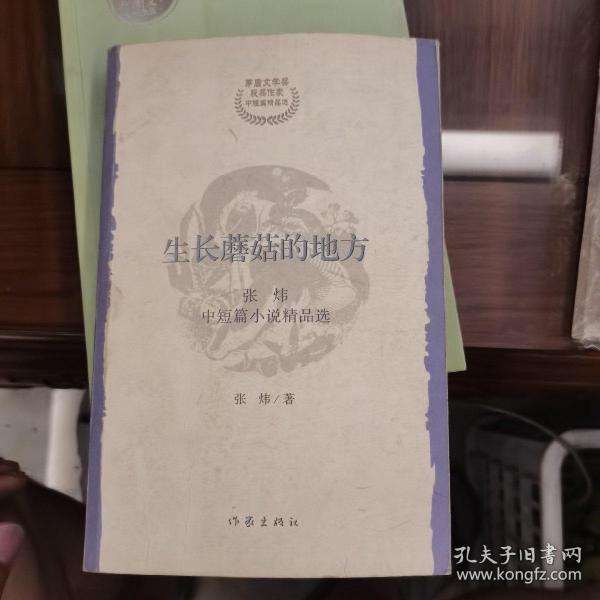 茅盾文学奖
获奖作家
中短篇精品选
生长蘑菇的地方
张 炜
中短篇小说精品选
张 炜/著
作家出版社
孔夫子旧书网
www.kongfz.com